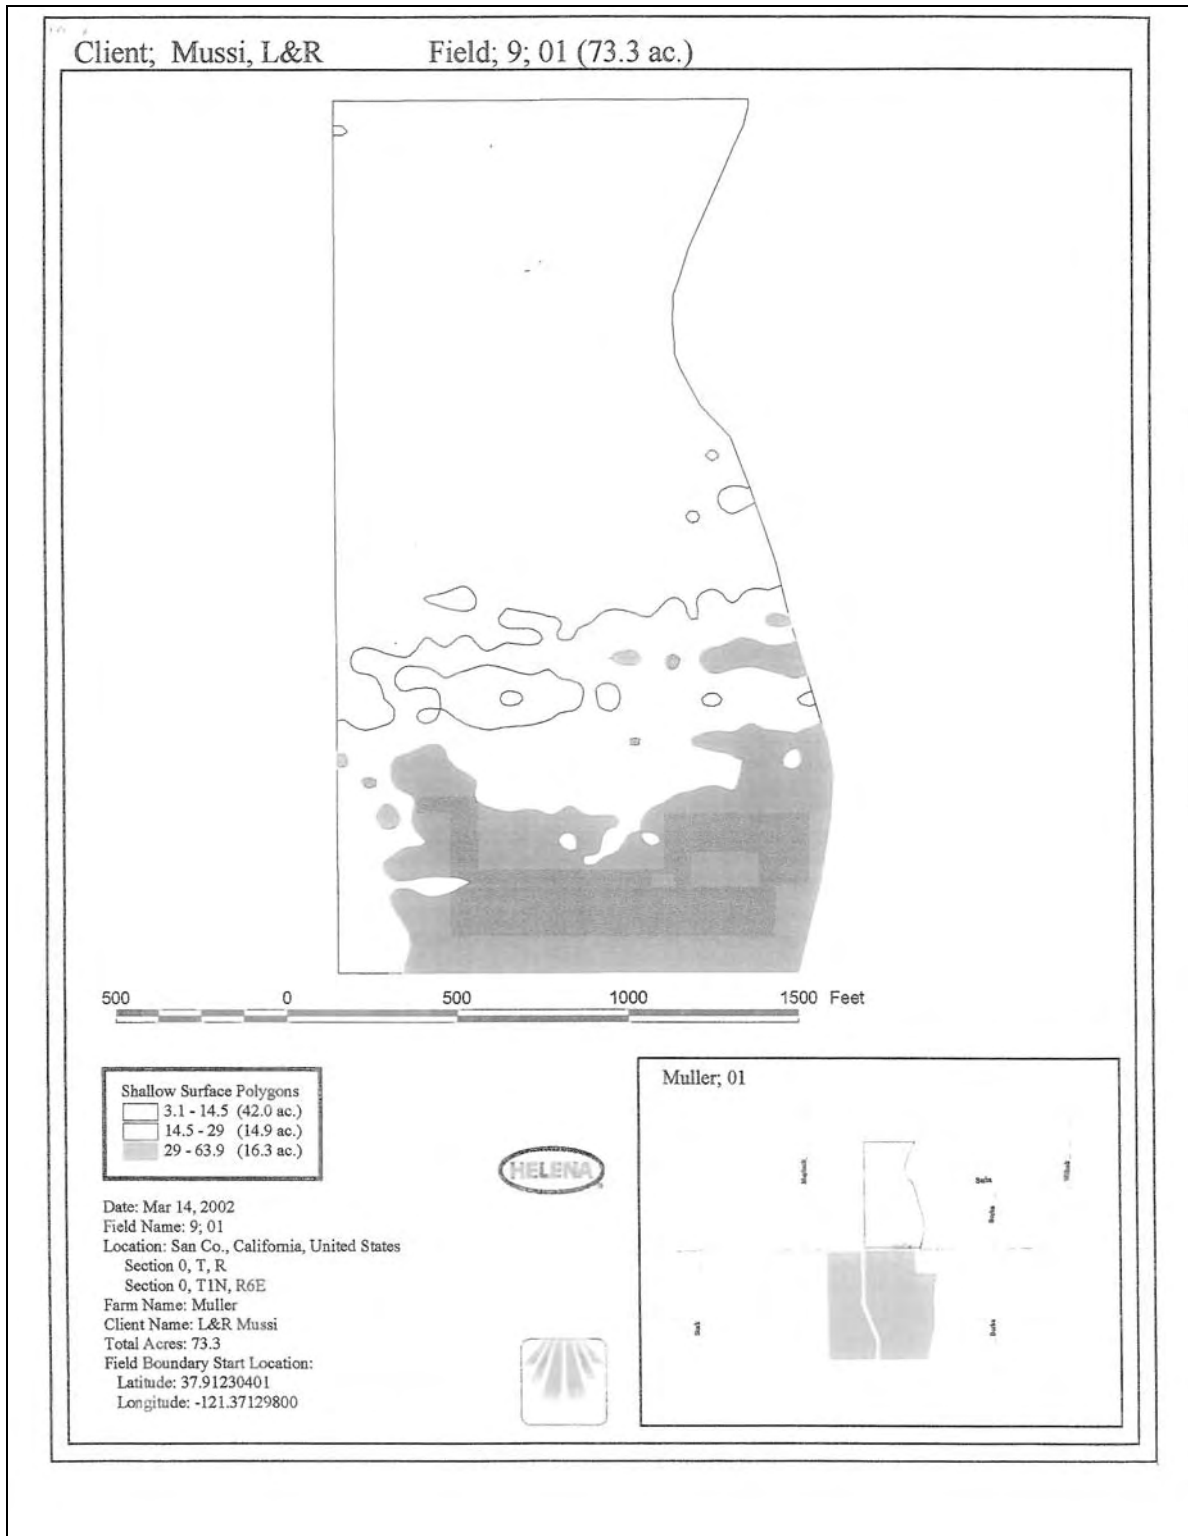 Client; Mussi, L&R Field; 9; 01 (73.3 ac.)
500 0 500 1000 1500 Feet
Shallow Surface Polygons
3.1 - 14.5 (42.0 ac.)
14.5 - 29 (14.9 ac.)
29 - 63.9 (16.3 ac.)
HELENA
Date: Mar 14, 2002
Field Name: 9; 01
Location: San Co., California, United States
Section 0, T, R
Section 0, T1N, R6E
Farm Name: Muller
Client Name: L&R Mussi
Total Acres: 73.3
Field Boundary Start Location:
Latitude: 37.91230401
Longitude: -121.37129800
Muller; 01